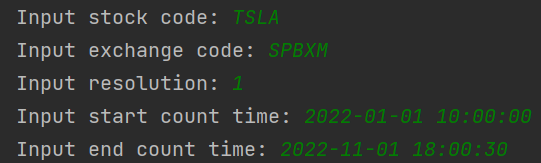 Input stock code: TSLA
Input exchange code: SPBXM
Input resolution: 1
Input start count time: 2022-01-01 10:00:00
Input end count time: 2022-11-01 18:00:30